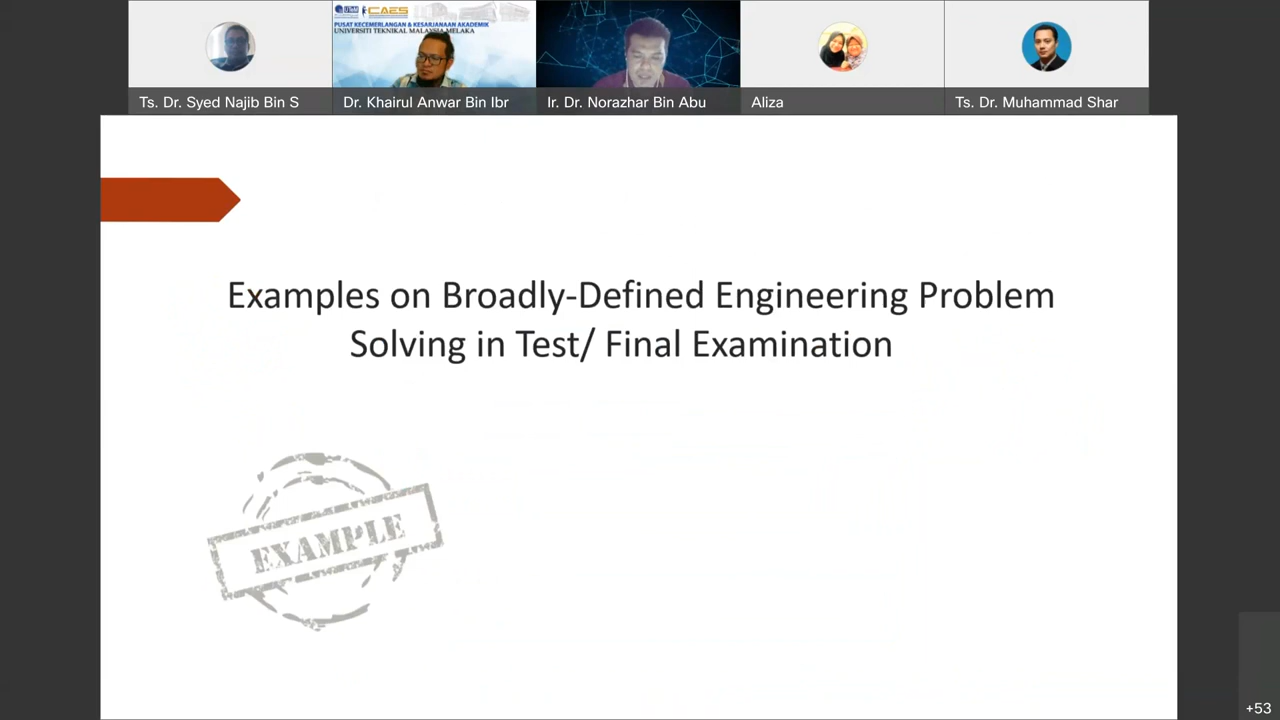 UTeM CAES
PUSAT KECEMERLANGAN & KESARJANAAN AKADEMIK
UNIVERSITI TEKNIKAL MALAYSIA MELAKA
Ts. Dr. Syed Najib Bin S
Dr. Khairul Anwar Bin Ibr
Ir. Dr. Norazhar Bin Abu
Aliza
Ts. Dr. Muhammad Shar
Examples on Broadly-Defined Engineering Problem
Solving in Test/ Final Examination
EXAMPLE
+53